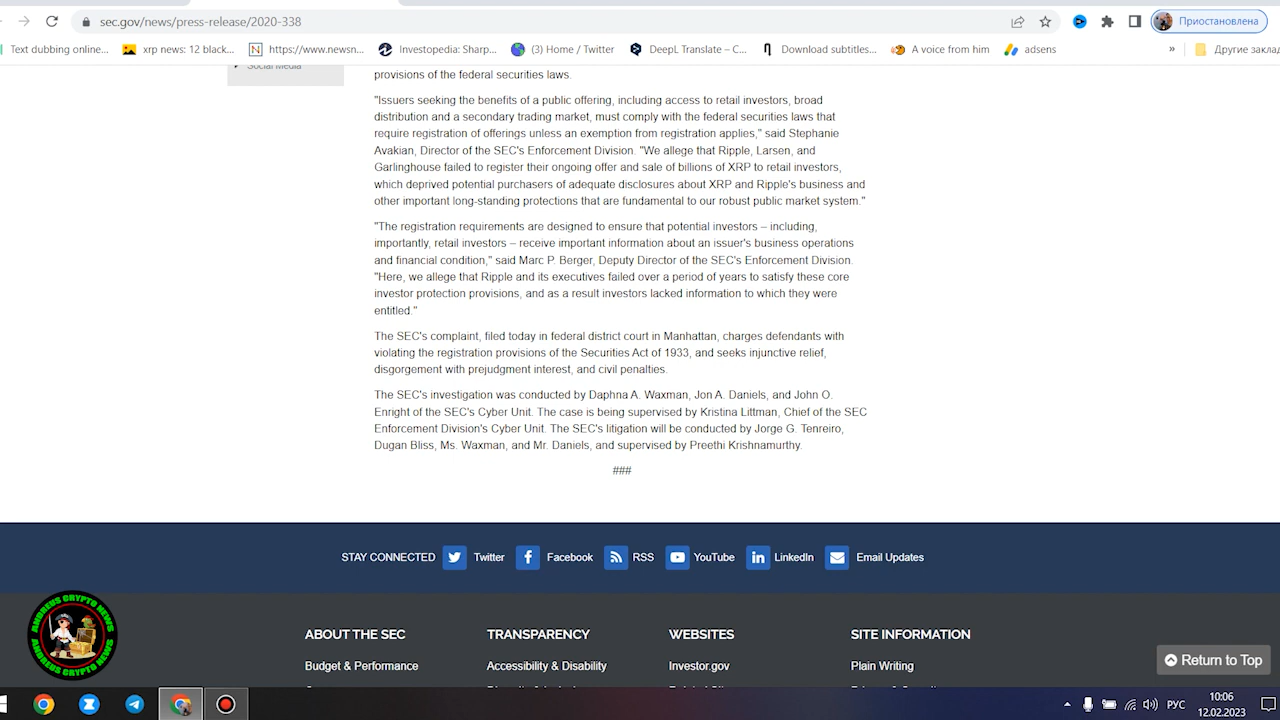 sec.gov/news/press-release/2020-338
Приостановлена
Text dubbing online...
xrp news: 12 black...
https://www.newsn...
Investopedia: Sharp...
(3) Home / Twitter
DeepL Translate – C...
Download subtitles...
A voice from him
adsens
»
Другие заклад
Social Media
provisions of the federal securities laws.
"Issuers seeking the benefits of a public offering, including access to retail investors, broad
distribution and a secondary trading market, must comply with the federal securities laws that
require registration of offerings unless an exemption from registration applies," said Stephanie
Avakian, Director of the SEC's Enforcement Division. "We allege that Ripple, Larsen, and
Garlinghouse failed to register their ongoing offer and sale of billions of XRP to retail investors,
which deprived potential purchasers of adequate disclosures about XRP and Ripple's business and
other important long-standing protections that are fundamental to our robust public market system."
"The registration requirements are designed to ensure that potential investors – including,
importantly, retail investors – receive important information about an issuer's business operations
and financial condition," said Marc P. Berger, Deputy Director of the SEC's Enforcement Division.
"Here, we allege that Ripple and its executives failed over a period of years to satisfy these core
investor protection provisions, and as a result investors lacked information to which they were
entitled."
The SEC's complaint, filed today in federal district court in Manhattan, charges defendants with
violating the registration provisions of the Securities Act of 1933, and seeks injunctive relief,
disgorgement with prejudgment interest, and civil penalties.
The SEC's investigation was conducted by Daphna A. Waxman, Jon A. Daniels, and John O.
Enright of the SEC's Cyber Unit. The case is being supervised by Kristina Littman, Chief of the SEC
Enforcement Division's Cyber Unit. The SEC's litigation will be conducted by Jorge G. Tenreiro,
Dugan Bliss, Ms. Waxman, and Mr. Daniels, and supervised by Preethi Krishnamurthy.
###
STAY CONNECTED Twitter Facebook RSS YouTube LinkedIn Email Updates
ANDREUS CRYPTO NEWS
ANDREUS CRYPTO NEWS
ABOUT THE SEC TRANSPARENCY WEBSITES SITE INFORMATION
Budget & Performance Accessibility & Disability Investor.gov Plain Writing
Return to Top
РУС
10:06
12.02.2023